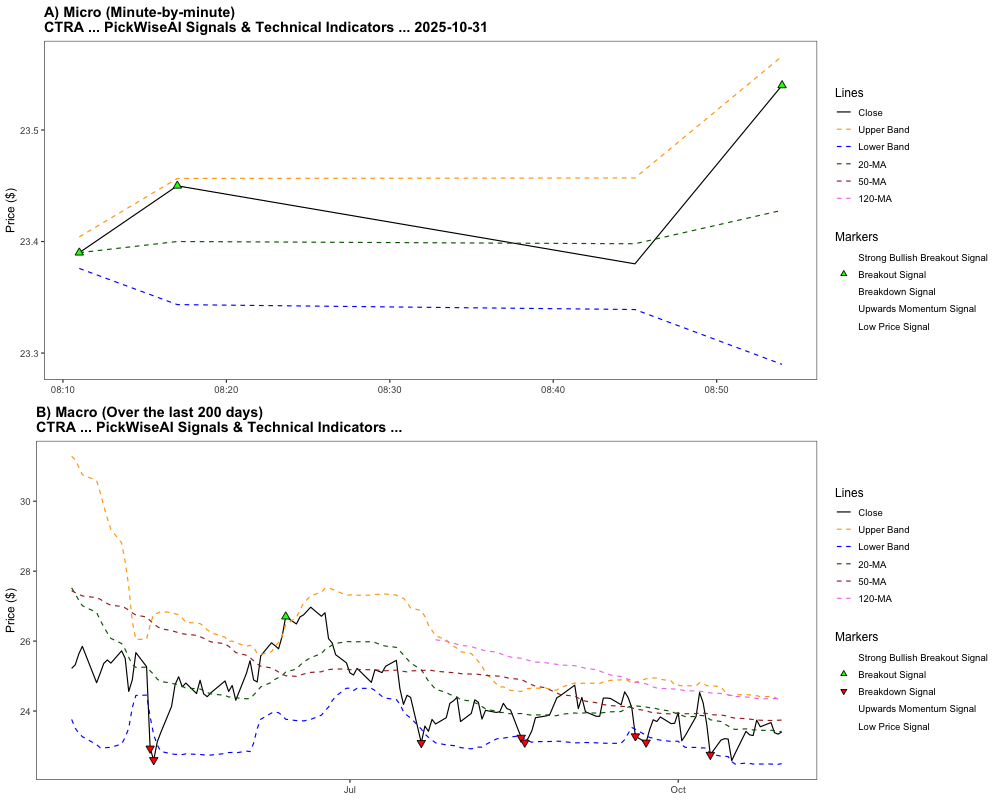 A) Micro (Minute-by-minute)
CTRA ... PickWiseAI Signals & Technical Indicators ... 2025-10-31
Price ($)
23.5
23.4
23.3
08:10
08:20
08:30
08:40
08:50
Lines
Close
Upper Band
Lower Band
20-MA
50-MA
120-MA
Markers
Strong Bullish Breakout Signal
Breakout Signal
Breakdown Signal
Upwards Momentum Signal
Low Price Signal
B) Macro (Over the last 200 days)
CTRA ... PickWiseAI Signals & Technical Indicators ...
Price ($)
30
28
26
24
Jul
Oct
Lines
Close
Upper Band
Lower Band
20-MA
50-MA
120-MA
Markers
Strong Bullish Breakout Signal
Breakout Signal
Breakdown Signal
Upwards Momentum Signal
Low Price Signal